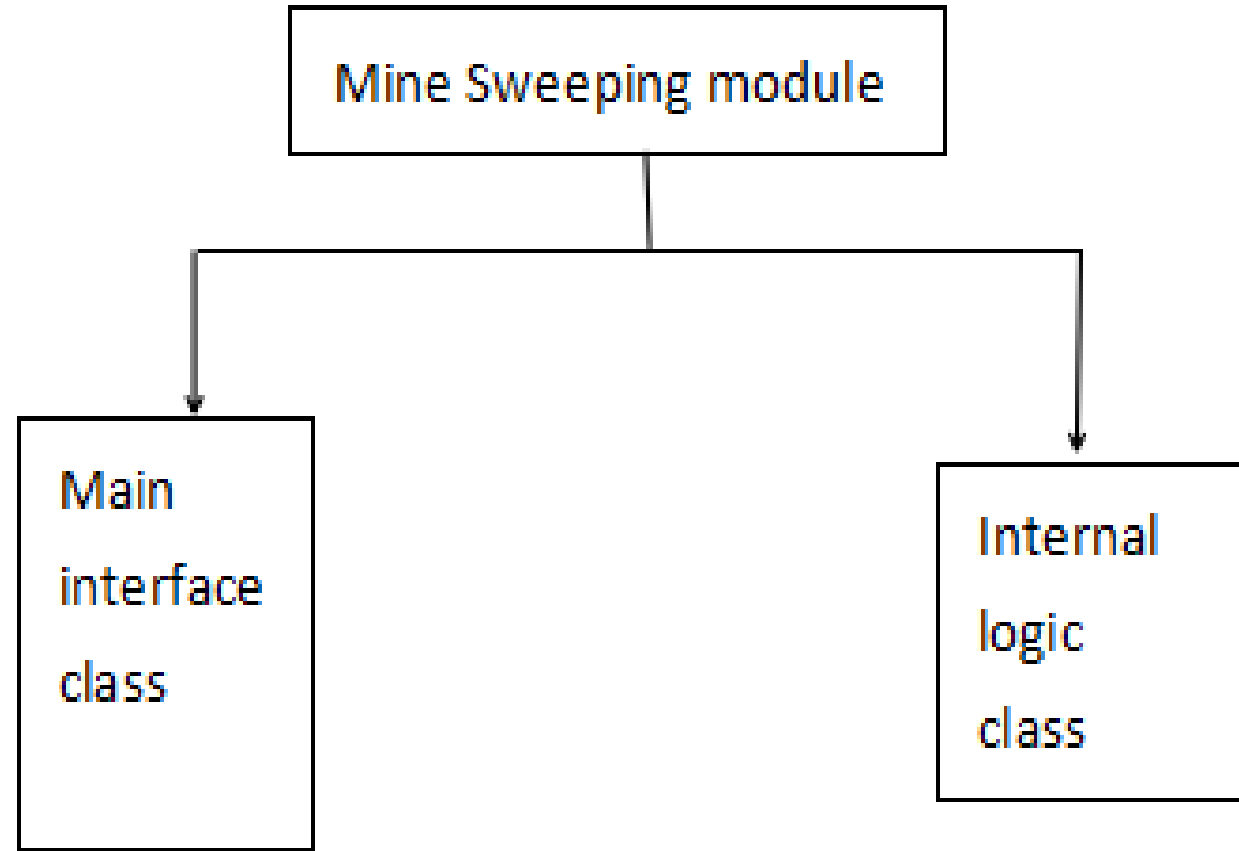 Mine Sweeping module
Main
interface
class
Internal
logic
class